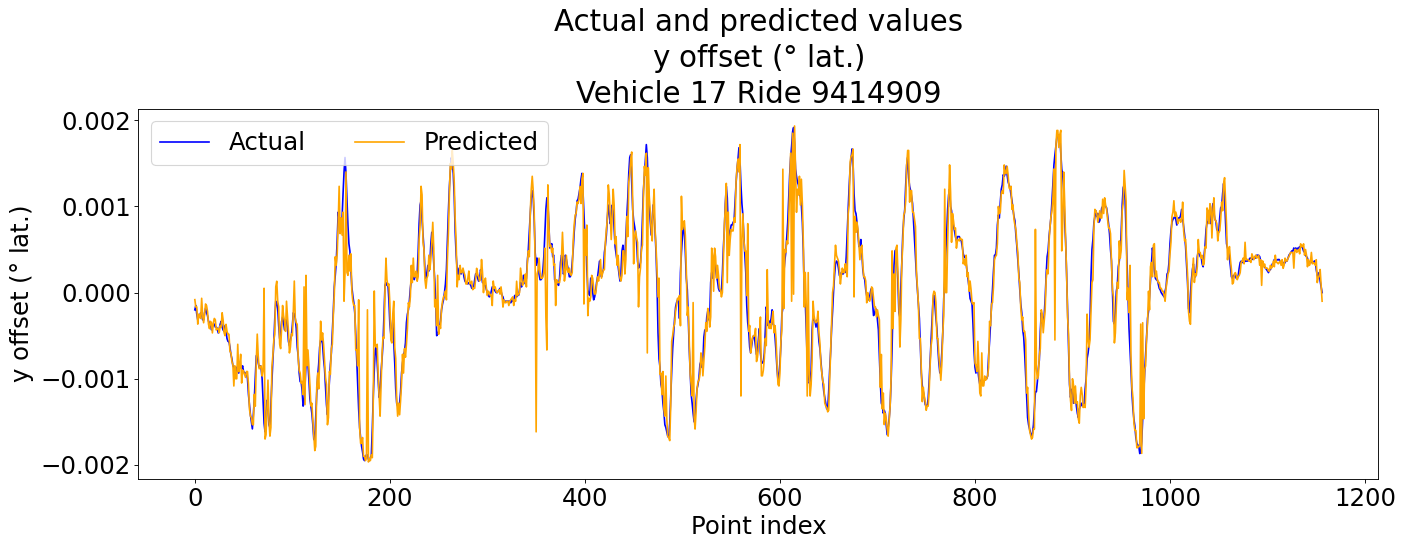 Actual and predicted values
y offset (° lat.)
Vehicle 17 Ride 9414909
Actual Predicted
y offset (° lat.)
0.002
0.001
0.000
−0.001
−0.002
0 200 400 600 800 1000 1200
Point index